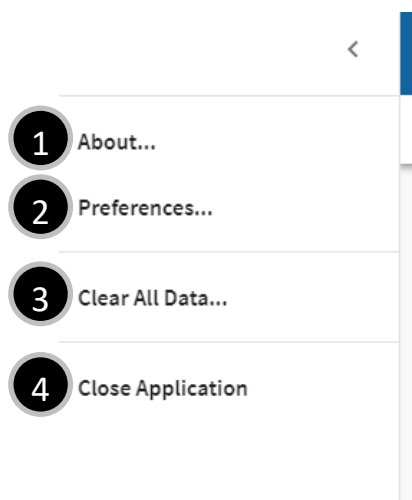 1 About...
2 Preferences...
3 Clear All Data...
4 Close Application